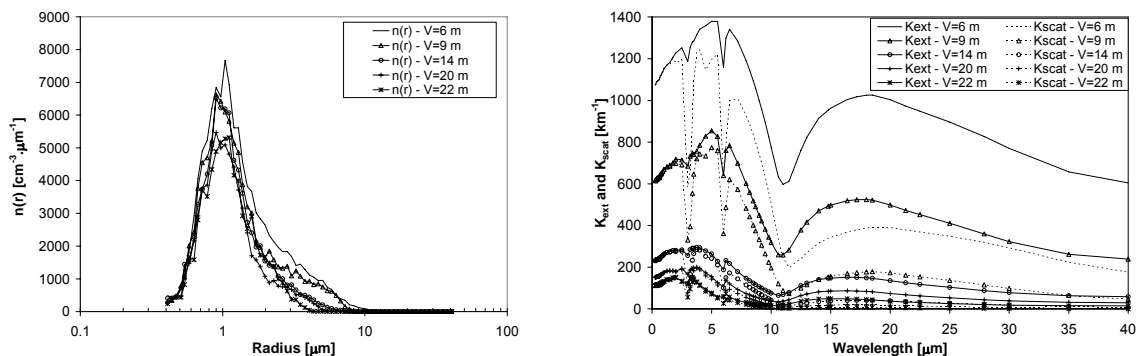 9000
8000
7000
6000
5000
4000
3000
2000
1000
0
n(r) [cm⁻³.µm⁻¹]
0.1 1 10 100
Radius [µm]
n(r) - V=6 m
n(r) - V=9 m
n(r) - V=14 m
n(r) - V=20 m
n(r) - V=22 m
1400
1200
1000
800
600
400
200
0
Kext and Kscat [km⁻¹]
0 5 10 15 20 25 30 35 40
Wavelength [µm]
Kext - V=6 m Kscat - V=6 m
Kext - V=9 m Kscat - V=9 m
Kext - V=14 m Kscat - V=14 m
Kext - V=20 m Kscat - V=20 m
Kext - V=22 m Kscat - V=22 m